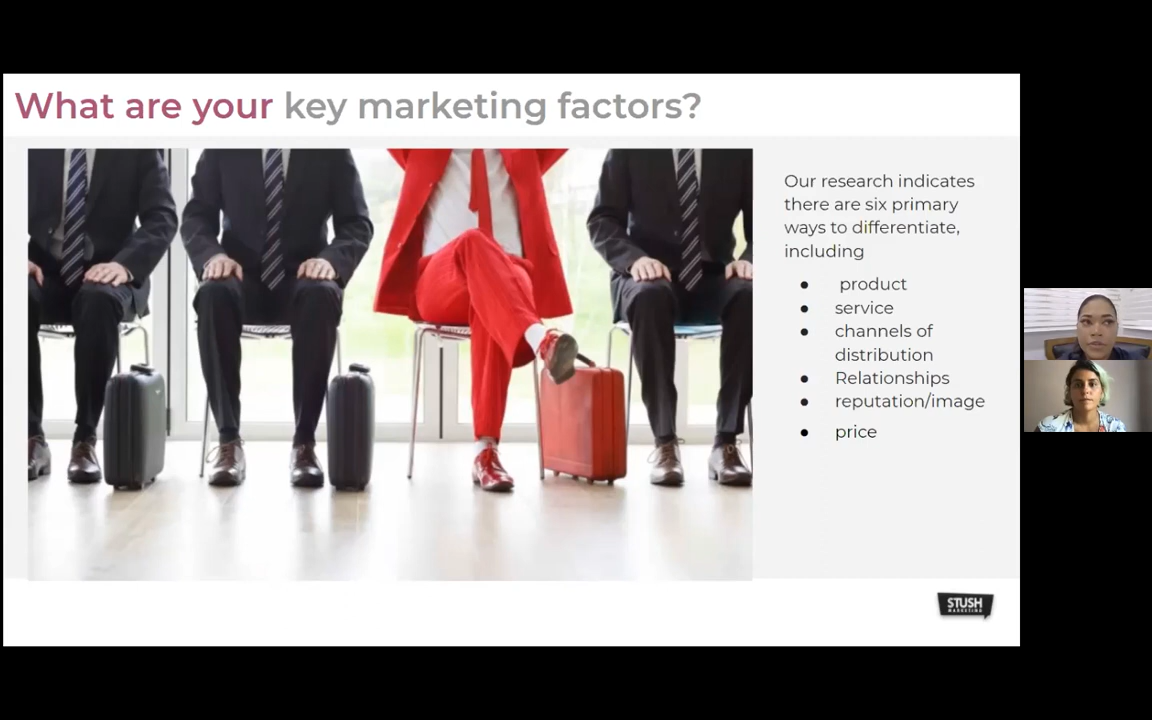 What are your key marketing factors?
Our research indicates
there are six primary
ways to differentiate,
including
● product
● service
● channels of
distribution
● Relationships
● reputation/image
● price
STUSH
MARKETING